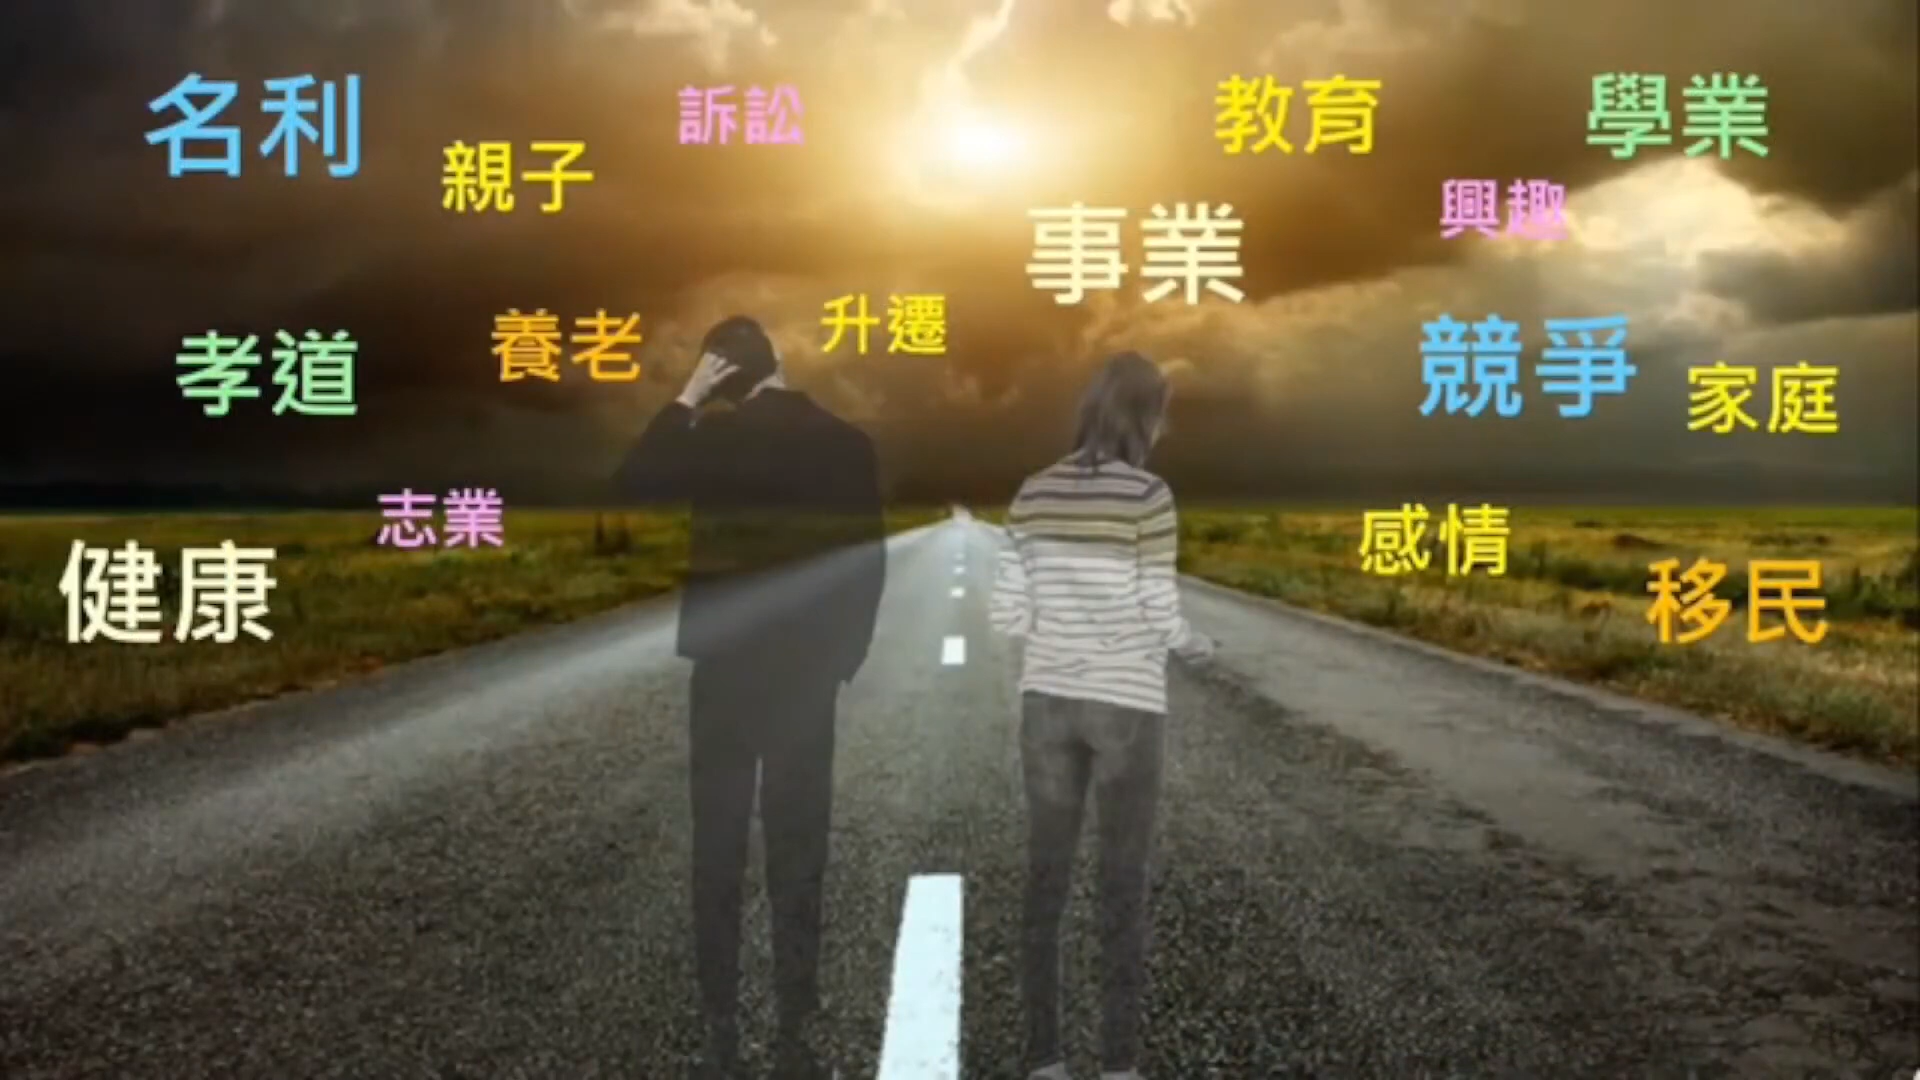 名利
親子
訴訟
教育
學業
興趣
事業
孝道
養老
升遷
競爭
家庭
志業
健康
感情
移民